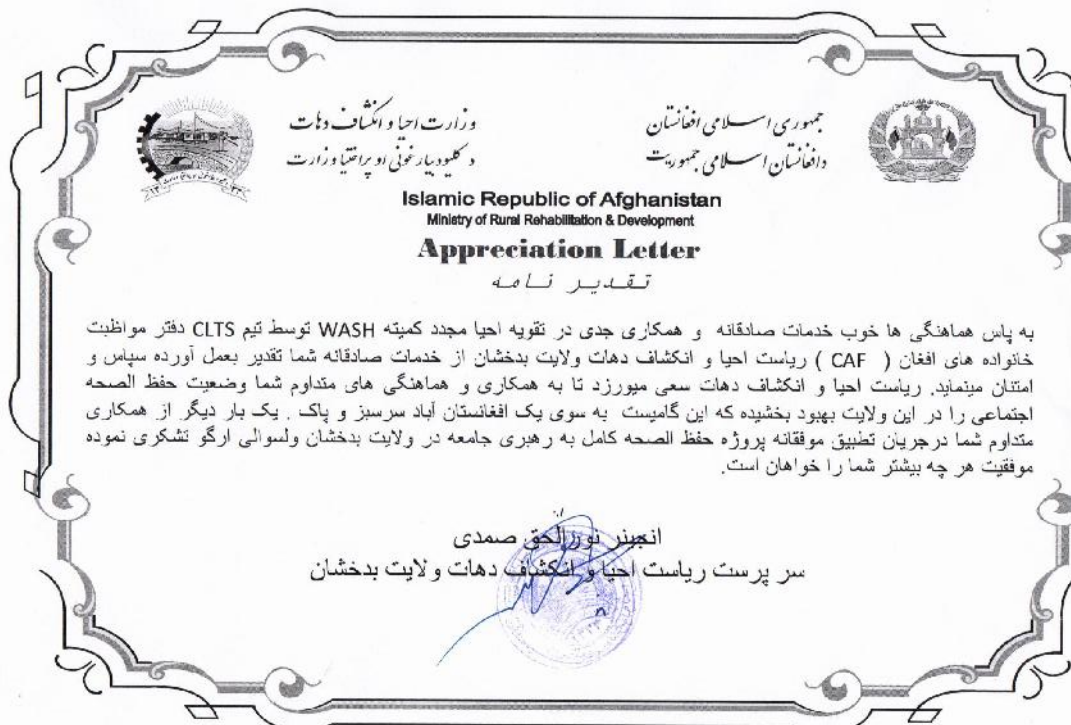 جمهوری اسلامی افغانستان
دافغانستان اسلامی جمهوریت
وزارت احیا و انکشاف دهات
د کلیو د بیارغونې او پراختیا وزارت
Islamic Republic of Afghanistan
Ministry of Rural Rehabilitation & Development
Appreciation Letter
تقدیر نامه
به پاس هماهنگی ها خوب خدمات صادقانه و همکاری جدی در تقویه احیا مجدد کمیته WASH توسط تیم CLTS دفتر مواظبت
خانواده های افغان ( CAF ) ریاست احیا و انکشاف دهات ولایت بدخشان از خدمات صادقانه شما تقدیر بعمل آورده سپاس و
امتنان مینماید. ریاست احیا و انکشاف دهات سعی میورزد تا به همکاری و هماهنگی های متداوم شما وضعیت حفظ الصحه
اجتماعی را در این ولایت بهبود بخشیده که این گامیست به سوی یک افغانستان آباد سرسبز و پاک . یک بار دیگر از همکاری
متداوم شما درجریان تطبیق موفقانه پروژه حفظ الصحه کامل به رهبری جامعه در ولایت بدخشان ولسوالی ارگو تشکری نموده
موفقیت هر چه بیشتر شما را خواهان است.
انجینر نورالحق صمدی
سر پرست ریاست احیا و انکشاف دهات ولایت بدخشان